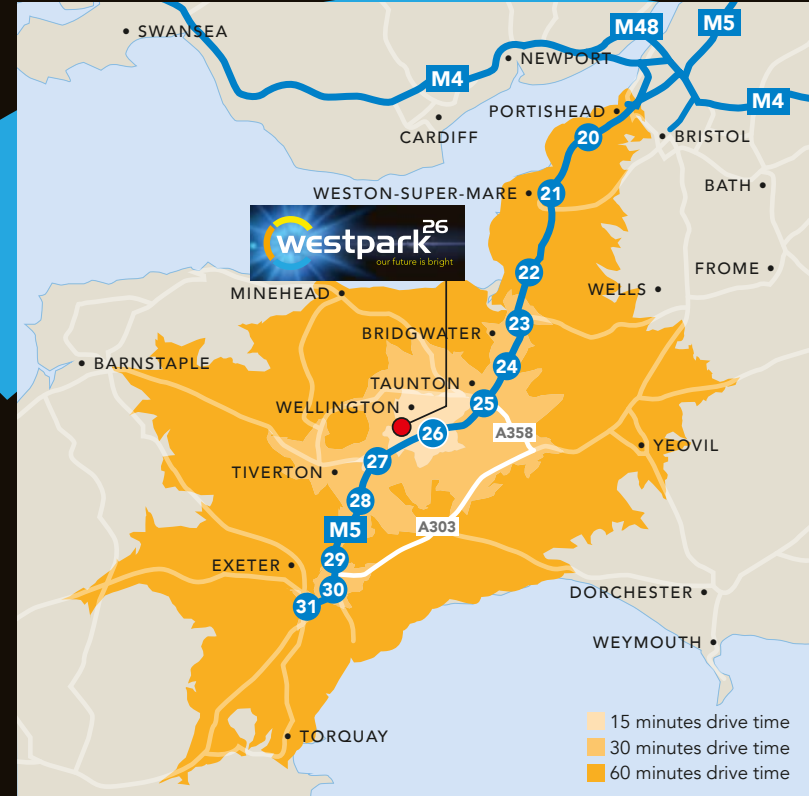 M48
M5
SWANSEA
NEWPORT
M4
M4
PORTISHEAD
CARDIFF
20
BRISTOL
WESTON-SUPER-MARE
21
BATH
westpark26
our future is bright
22
FROME
MINEHEAD
WELLS
23
BRIDGWATER
24
BARNSTAPLE
TAUNTON
25
WELLINGTON
26
A358
YEOVIL
27
TIVERTON
28
M5
A303
29
EXETER
30
DORCHESTER
31
WEYMOUTH
15 minutes drive time
TORQUAY
30 minutes drive time
60 minutes drive time